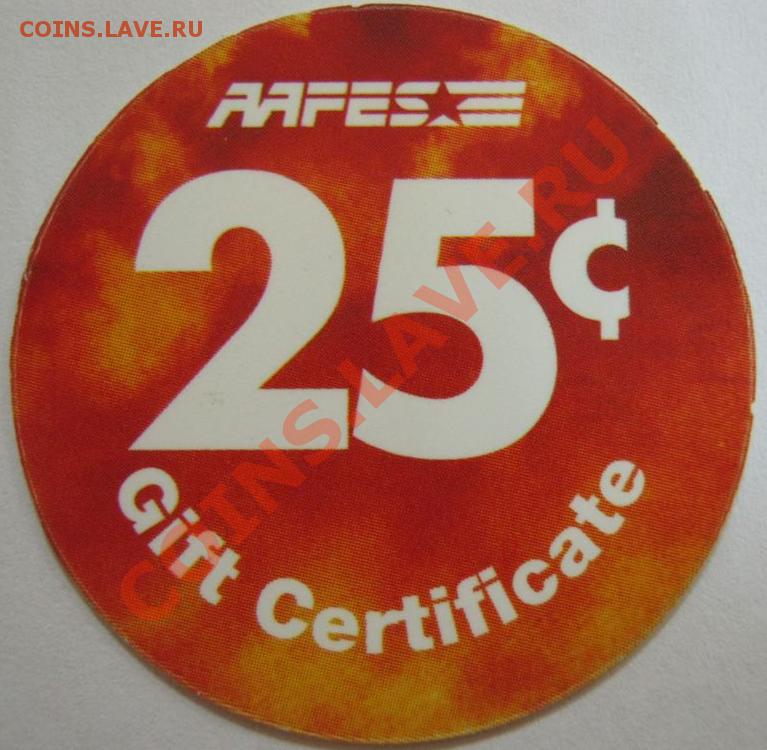 COINS.LAVE.RU
AAFES
25¢
Gift Certificate
COINS.LAVE.RU